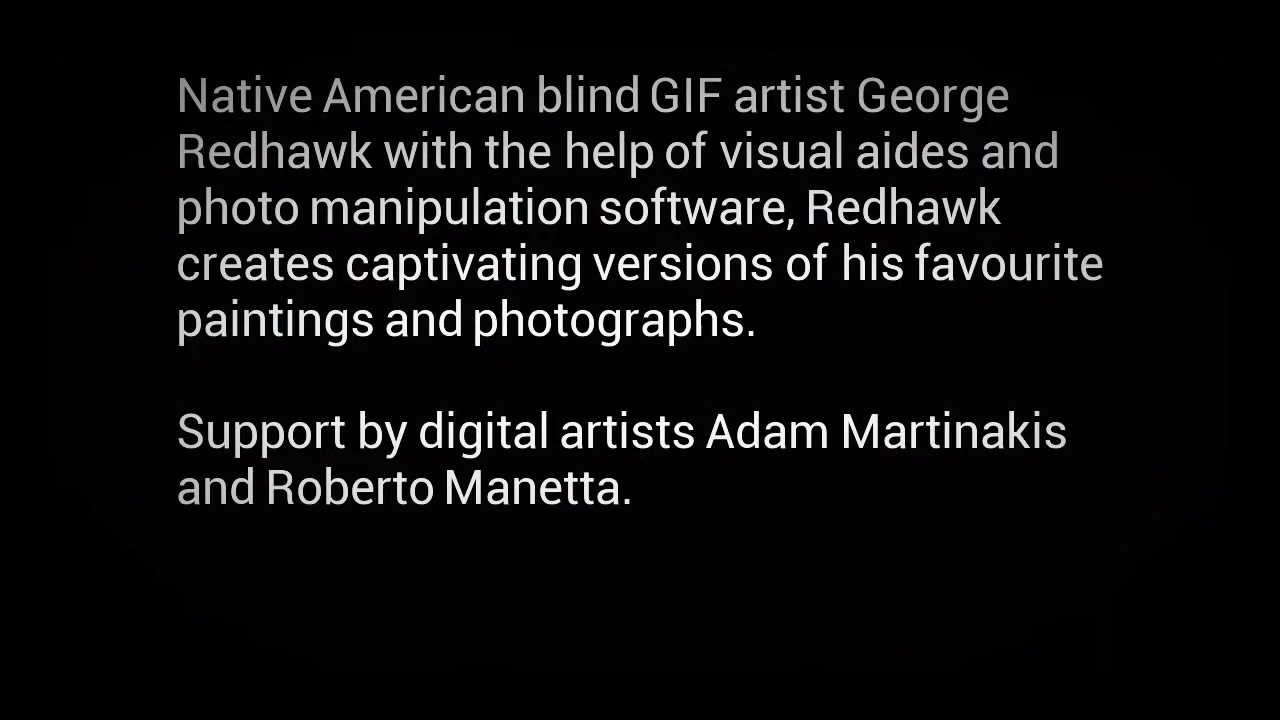 Native American blind GIF artist George
Redhawk with the help of visual aides and
photo manipulation software, Redhawk
creates captivating versions of his favourite
paintings and photographs.
Support by digital artists Adam Martinakis
and Roberto Manetta.